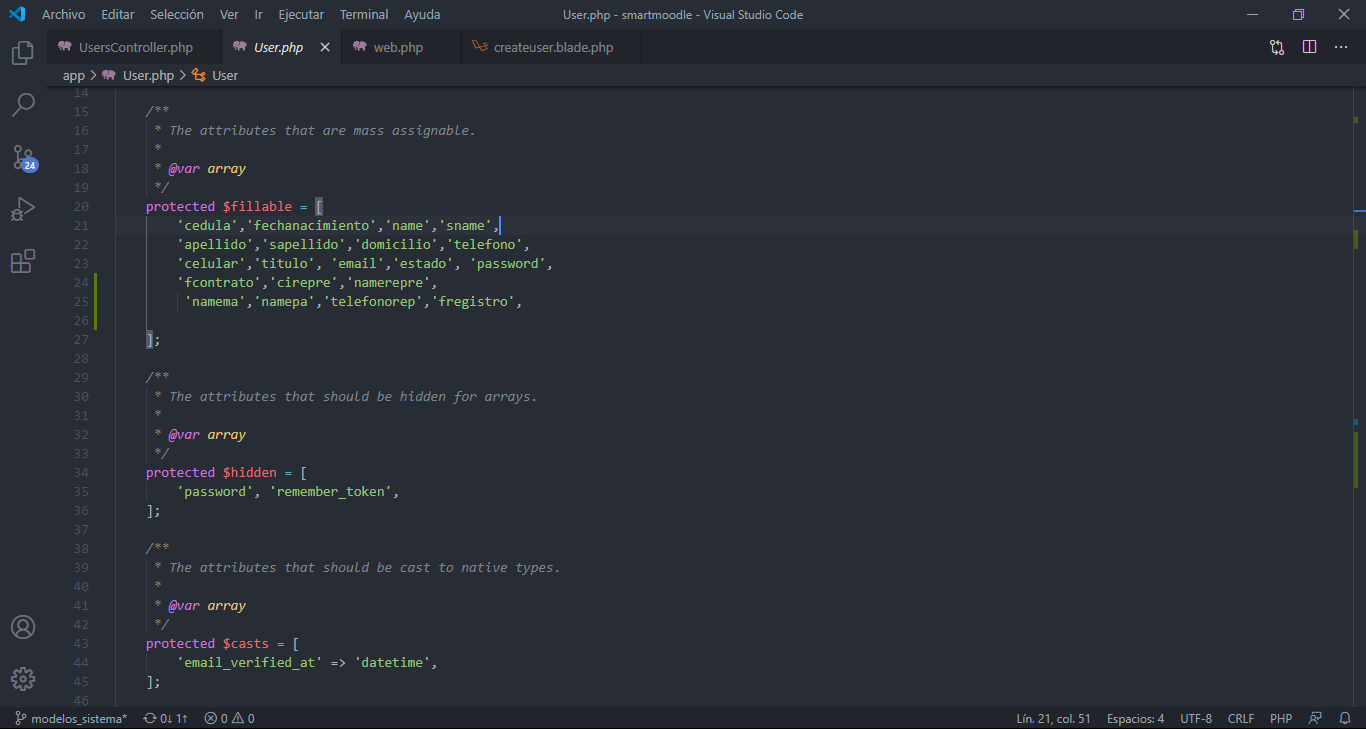 Archivo Editar Selección Ver Ir Ejecutar Terminal Ayuda User.php - smartmoodle - Visual Studio Code
UsersController.php User.php web.php createuser.blade.php
app > User.php > User
14
15 /**
16 * The attributes that are mass assignable.
17 *
18 * @var array
19 */
20 protected $fillable = [
21 'cedula','fechanacimiento','name','sname',
22 'apellido','sapellido','domicilio','telefono',
23 'celular','titulo', 'email','estado', 'password',
24 'fcontrato','cirepre','namerepre',
25 'namema','namepa','telefonorep','fregistro',
26
27 ];
28
29 /**
30 * The attributes that should be hidden for arrays.
31 *
32 * @var array
33 */
34 protected $hidden = [
35 'password', 'remember_token',
36 ];
37
38 /**
39 * The attributes that should be cast to native types.
40 *
41 * @var array
42 */
43 protected $casts = [
44 'email_verified_at' => 'datetime',
45 ];
46
24
modelos_sistema* 0↓ 1↑ 0 0 Lín. 21, col. 51 Espacios: 4 UTF-8 CRLF PHP